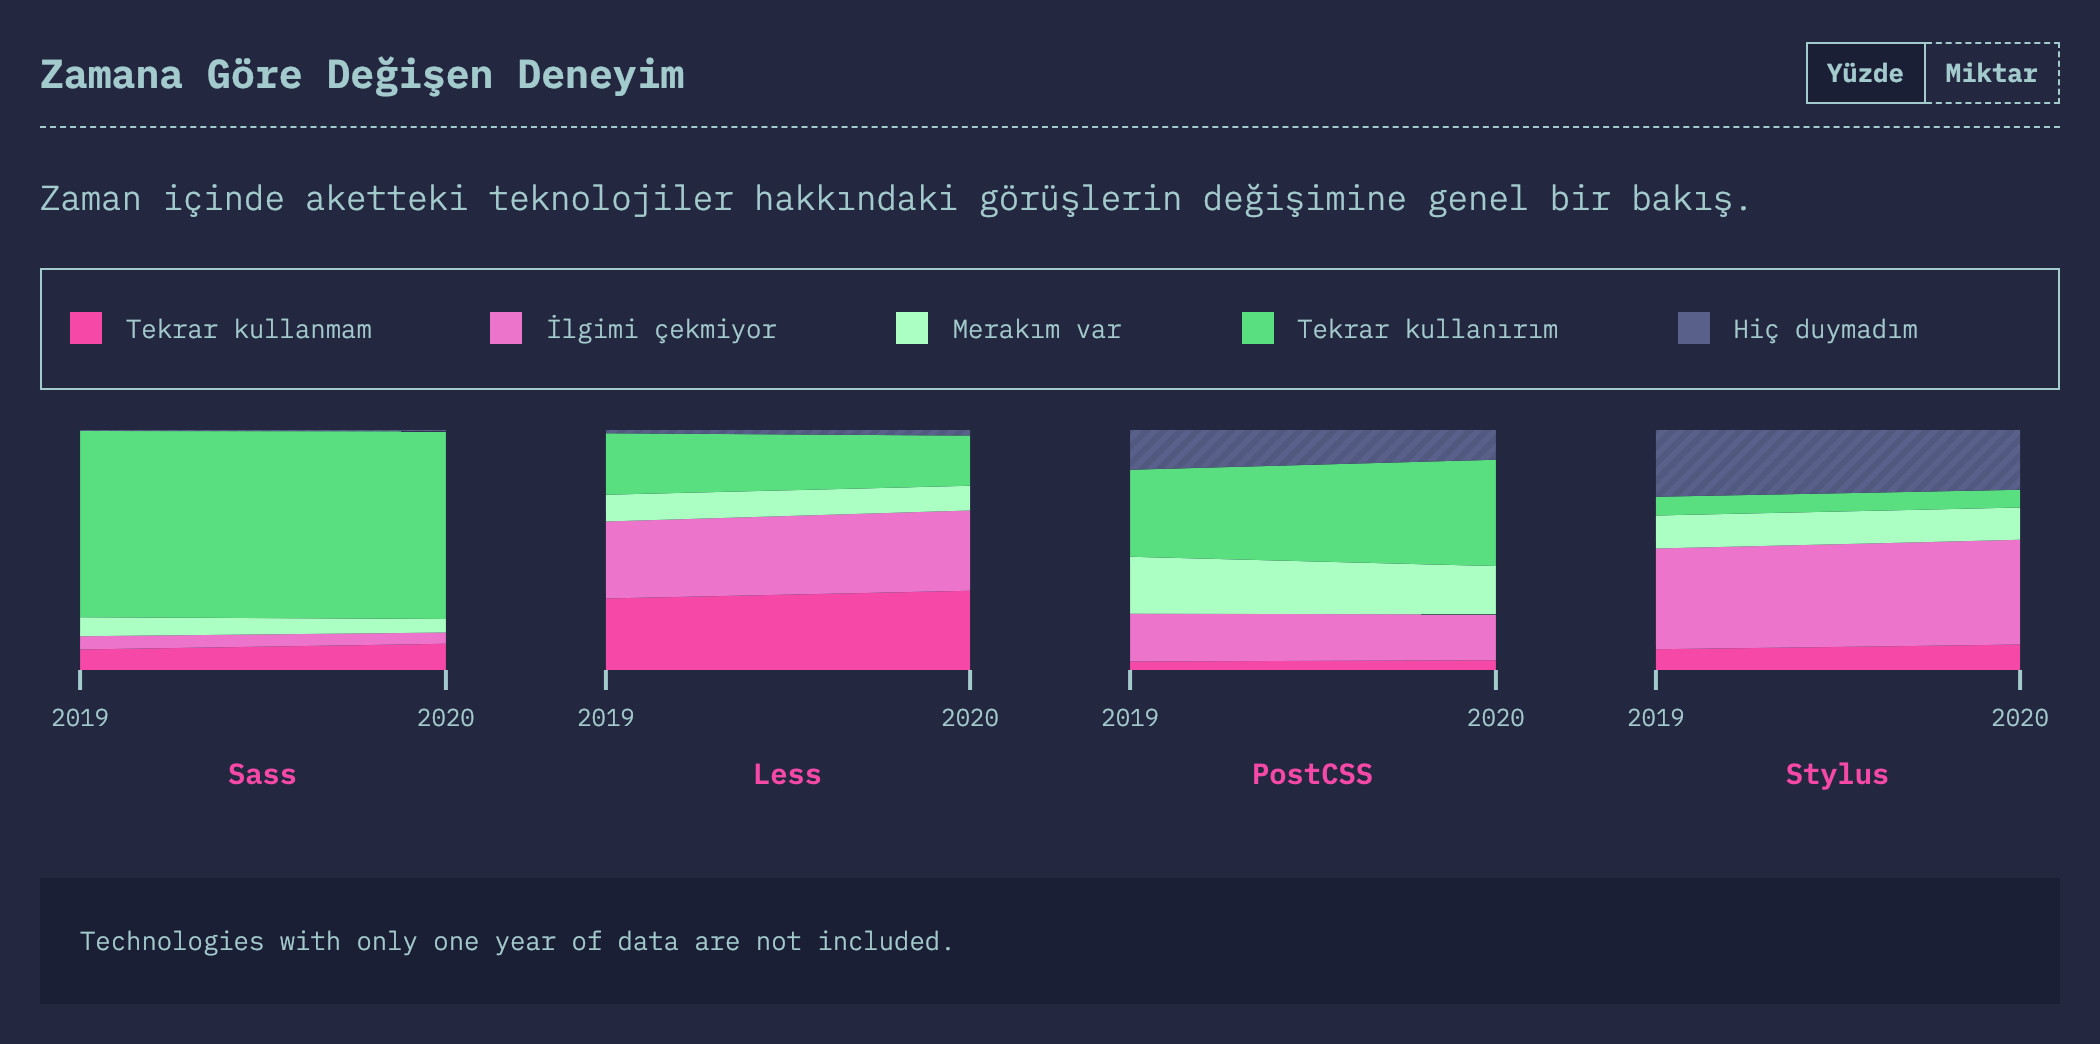 Zamana Göre Değişen Deneyim
Yüzde Miktar
Zaman içinde aketteki teknolojiler hakkındaki görüşlerin değişimine genel bir bakış.
Tekrar kullanmam İlgimi çekmiyor Merakım var Tekrar kullanırım Hiç duymadım
2019 2020 2019 2020 2019 2020 2019 2020
Sass Less PostCSS Stylus
Technologies with only one year of data are not included.